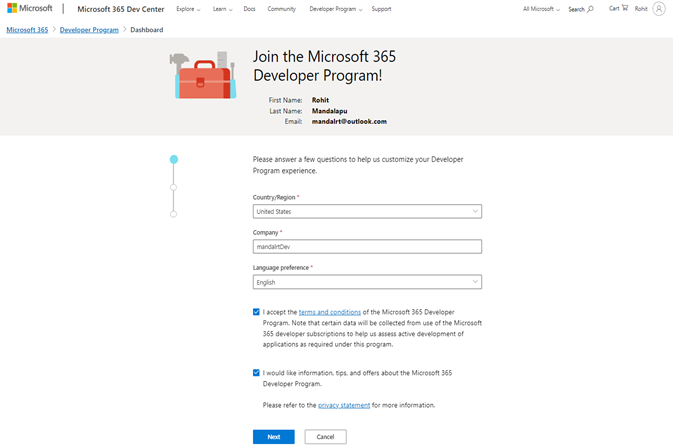 Microsoft | Microsoft 365 Dev Center Explore Learn Docs Community Developer Program Support All Microsoft Search Cart Rohit
Microsoft 365 > Developer Program > Dashboard
Join the Microsoft 365
Developer Program!
First Name: Rohit
Last Name: Mandalapu
Email: mandalrt@outlook.com
Please answer a few questions to help us customize your Developer
Program experience.
Country/Region *
United States
Company *
mandalrtDev
Language preference *
English
I accept the terms and conditions of the Microsoft 365 Developer
Program. Note that certain data will be collected from use of the Microsoft
365 developer subscriptions to help us assess active development of
applications as required under this program.
I would like information, tips, and offers about the Microsoft 365
Developer Program.
Please refer to the privacy statement for more information.
Next Cancel